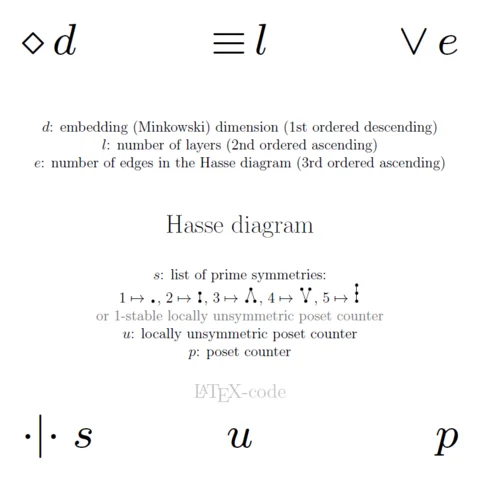 ⋄ d ≡ l ∨ e
d: embedding (Minkowski) dimension (1st ordered descending)
l: number of layers (2nd ordered ascending)
e: number of edges in the Hasse diagram (3rd ordered ascending)
Hasse diagram
s: list of prime symmetries:
1 ↦ , 2 ↦ , 3 ↦ , 4 ↦ , 5 ↦
or 1-stable locally unsymmetric poset counter
u: locally unsymmetric poset counter
p: poset counter
LATEX-code
·|· s u p